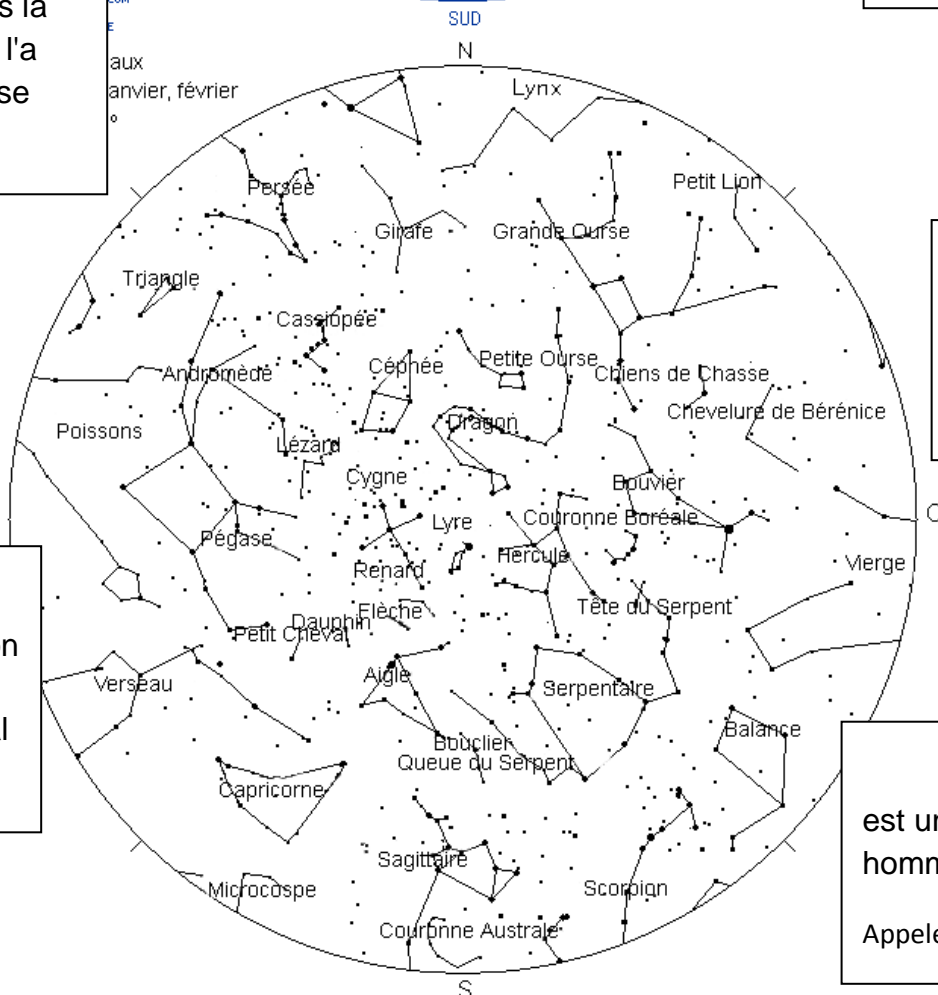 s la
l'a
se
SUD
N
aux
anvier, février
Lynx
Persée
Petit Lion
Girafe
Grande Ourse
Triangle
Cassiopée
Petite Ourse
Céphée
Andromède
Chiens de Chasse
Chevelure de Bérénice
Dragon
Poissons
Lézard
Cygne
Bouvier
Lyre
Couronne Boréale
Pégase
Hercule
Vierge
Renard
Tête du Serpent
Flèche
Dauphin
Petit Cheval
on
l
Aigle
Verseau
Serpentaire
Balance
Bouclier
Queue du Serpent
Capricorne
est un
homm
Sagittaire
Microcospe
Scorpion
Couronne Australe
Appele
S